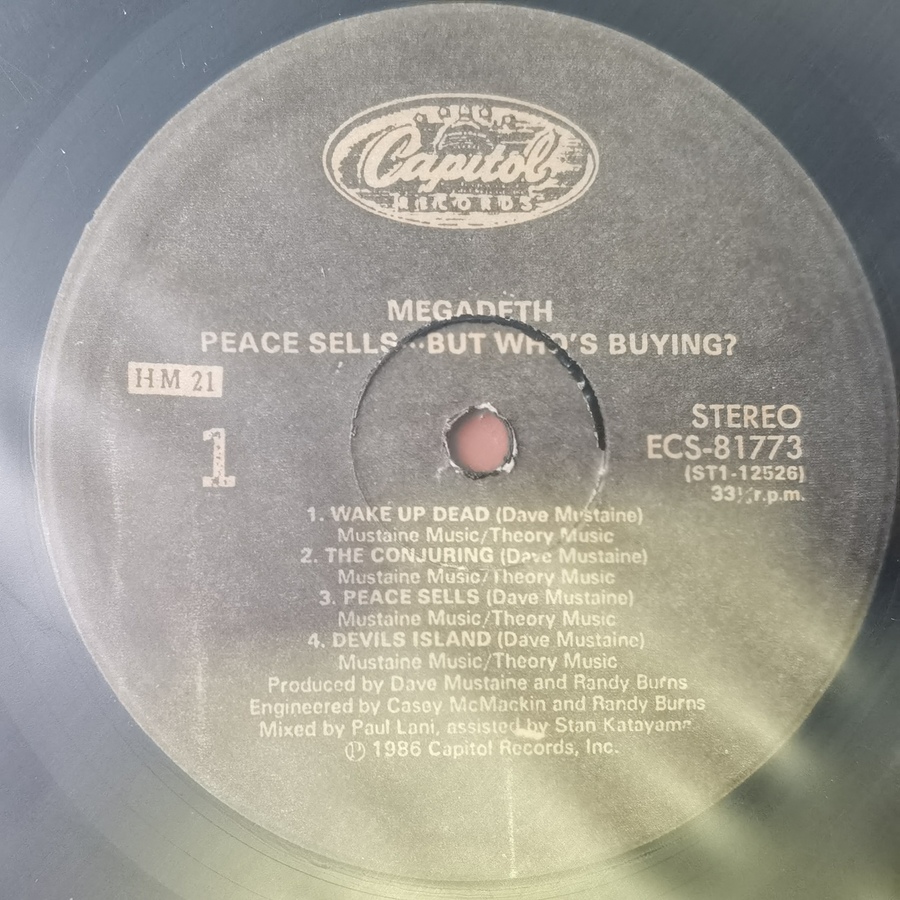 Capitol
RECORDS
MEGADETH
PEACE SELLS...BUT WHO'S BUYING?
HM 21
1
STEREO
ECS-81773
(ST1-12526)
33⅓ r.p.m.
1. WAKE UP DEAD (Dave Mustaine)
Mustaine Music/Theory Music
2. THE CONJURING (Dave Mustaine)
Mustaine Music/Theory Music
3. PEACE SELLS (Dave Mustaine)
Mustaine Music/Theory Music
4. DEVILS ISLAND (Dave Mustaine)
Mustaine Music/Theory Music
Produced by Dave Mustaine and Randy Burns
Engineered by Casey McMackin and Randy Burns
Mixed by Paul Lani, assisted by Stan Katayama
Ⓟ 1986 Capitol Records, Inc.